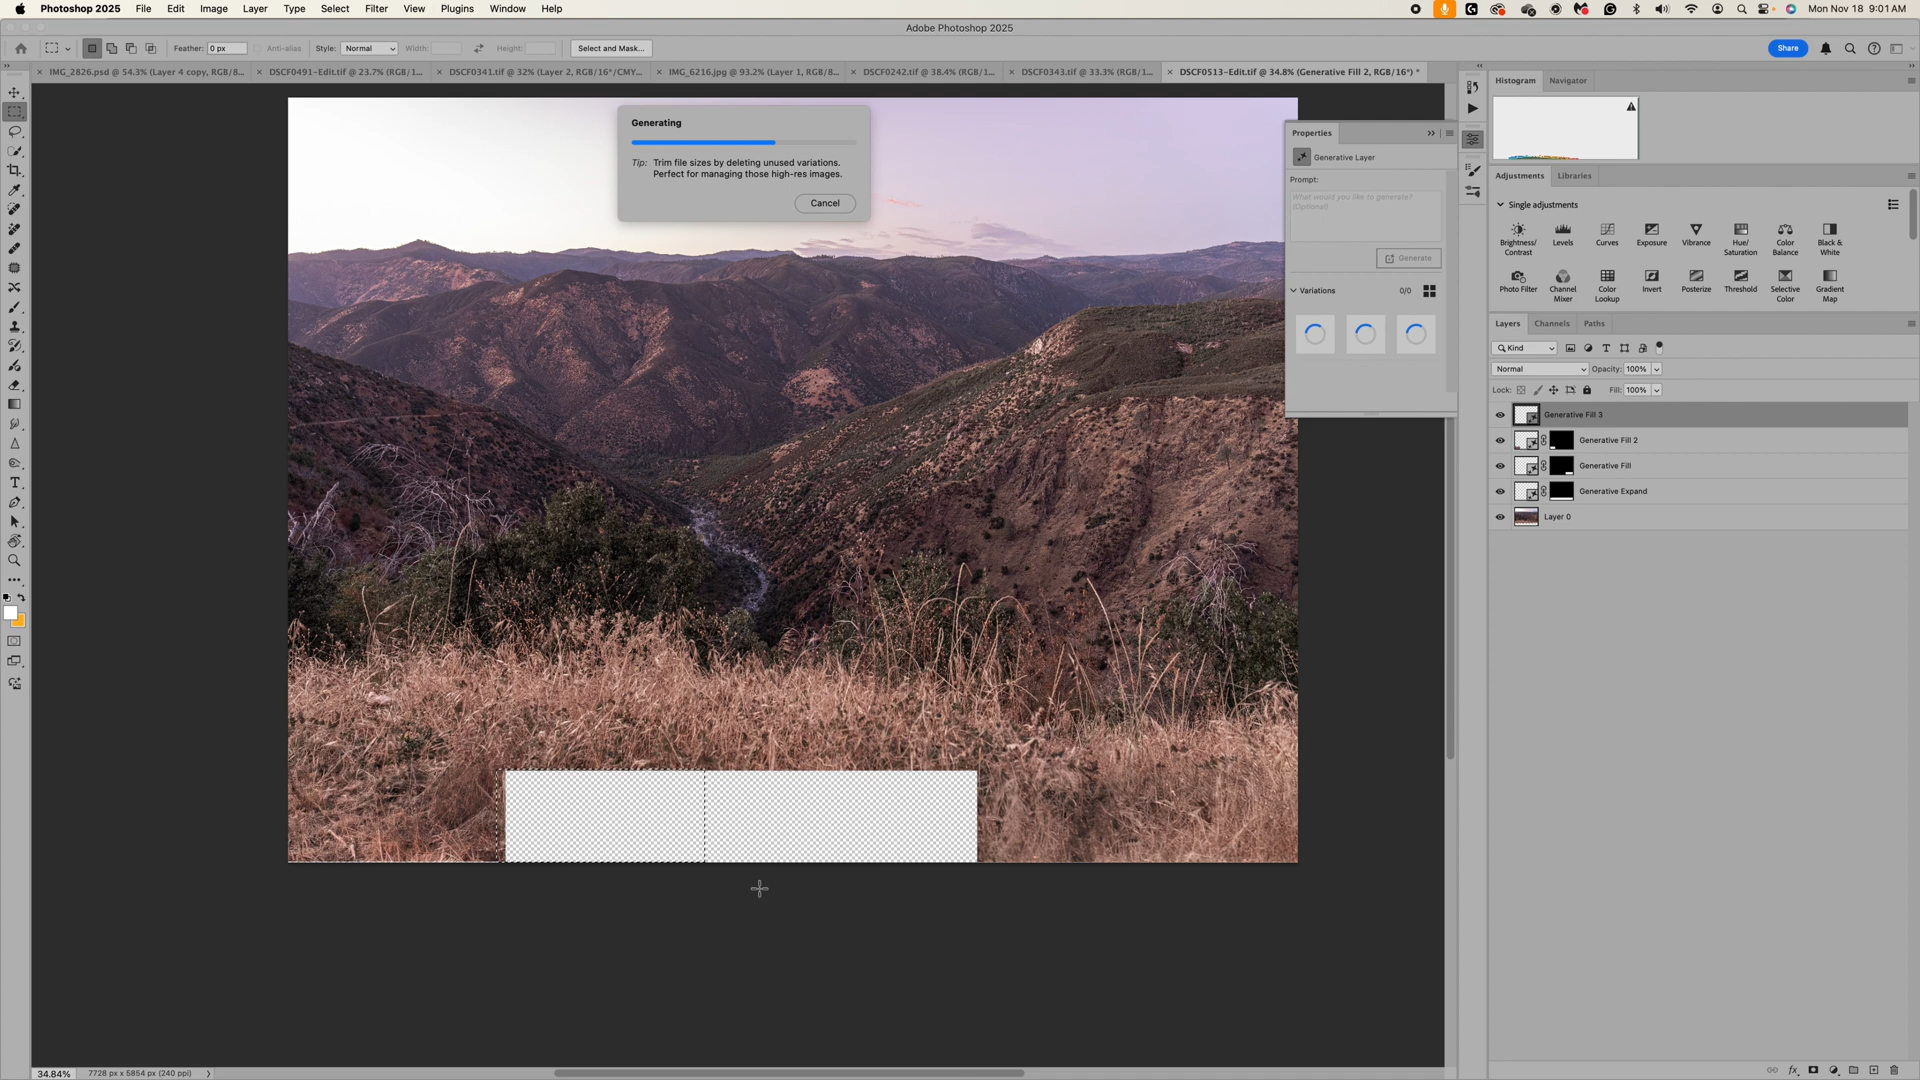 Photoshop 2025 File Edit Image Layer Type Select Filter View Plugins Window Help Mon Nov 18 9:01 AM
Adobe Photoshop 2025
Feather: 0 px Anti-alias Style: Normal Width: Height: Select and Mask... Share
IMG_2826.psd @ 54.3% (Layer 4 copy, RGB/8... DSCF0491-Edit.tif @ 23.7% (RGB/1... DSCF0341.tif @ 32% (Layer 2, RGB/16*/CMY... IMG_6216.jpg @ 93.2% (Layer 1, RGB/8... DSCF0242.tif @ 38.4% (RGB/1... DSCF0343.tif @ 33.3% (RGB/1... DSCF0513-Edit.tif @ 34.8% (Generative Fill 2, RGB/16*) *
Histogram Navigator
Generating
Tip: Trim file sizes by deleting unused variations.
Perfect for managing those high-res images.
Cancel
Properties
Generative Layer
Prompt:
What would you like to generate?
(Optional)
Generate
Variations 0/0
Adjustments Libraries
Single adjustments
Brightness/
Contrast
Levels
Curves
Exposure
Vibrance
Hue/
Saturation
Color
Balance
Black &
White
Photo Filter
Channel
Mixer
Color
Lookup
Invert
Posterize
Threshold
Selective
Color
Gradient
Map
Layers Channels Paths
Kind
Normal Opacity: 100%
Lock: Fill: 100%
Generative Fill 3
Generative Fill 2
Generative Fill
Generative Expand
Layer 0
34.84% 7728 px x 5854 px (240 ppi)